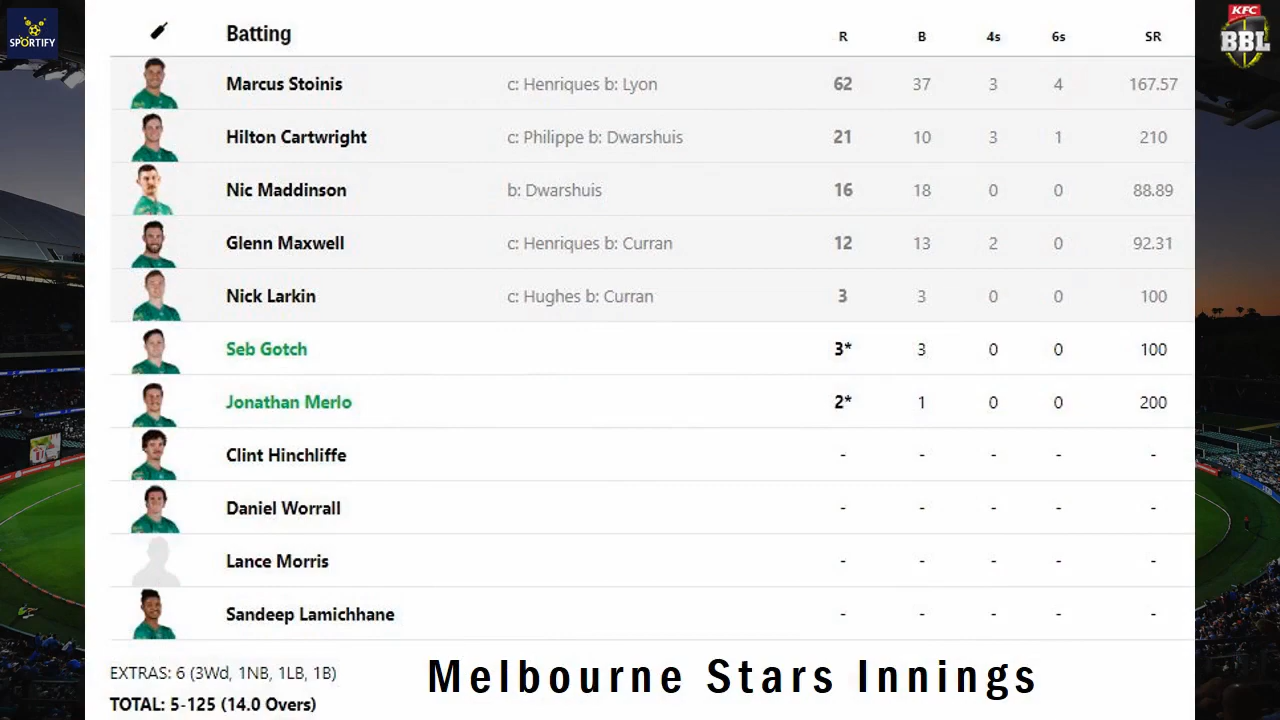 SPORTIFY
KFC
BBL
Batting R B 4s 6s SR
Marcus Stoinis c: Henriques b: Lyon 62 37 3 4 167.57
Hilton Cartwright c: Philippe b: Dwarshuis 21 10 3 1 210
Nic Maddinson b: Dwarshuis 16 18 0 0 88.89
Glenn Maxwell c: Henriques b: Curran 12 13 2 0 92.31
Nick Larkin c: Hughes b: Curran 3 3 0 0 100
Seb Gotch 3* 3 0 0 100
Jonathan Merlo 2* 1 0 0 200
Clint Hinchliffe - - - - -
Daniel Worrall - - - - -
Lance Morris - - - - -
Sandeep Lamichhane - - - - -
EXTRAS: 6 (3Wd, 1NB, 1LB, 1B)
TOTAL: 5-125 (14.0 Overs)
Melbourne Stars Innings